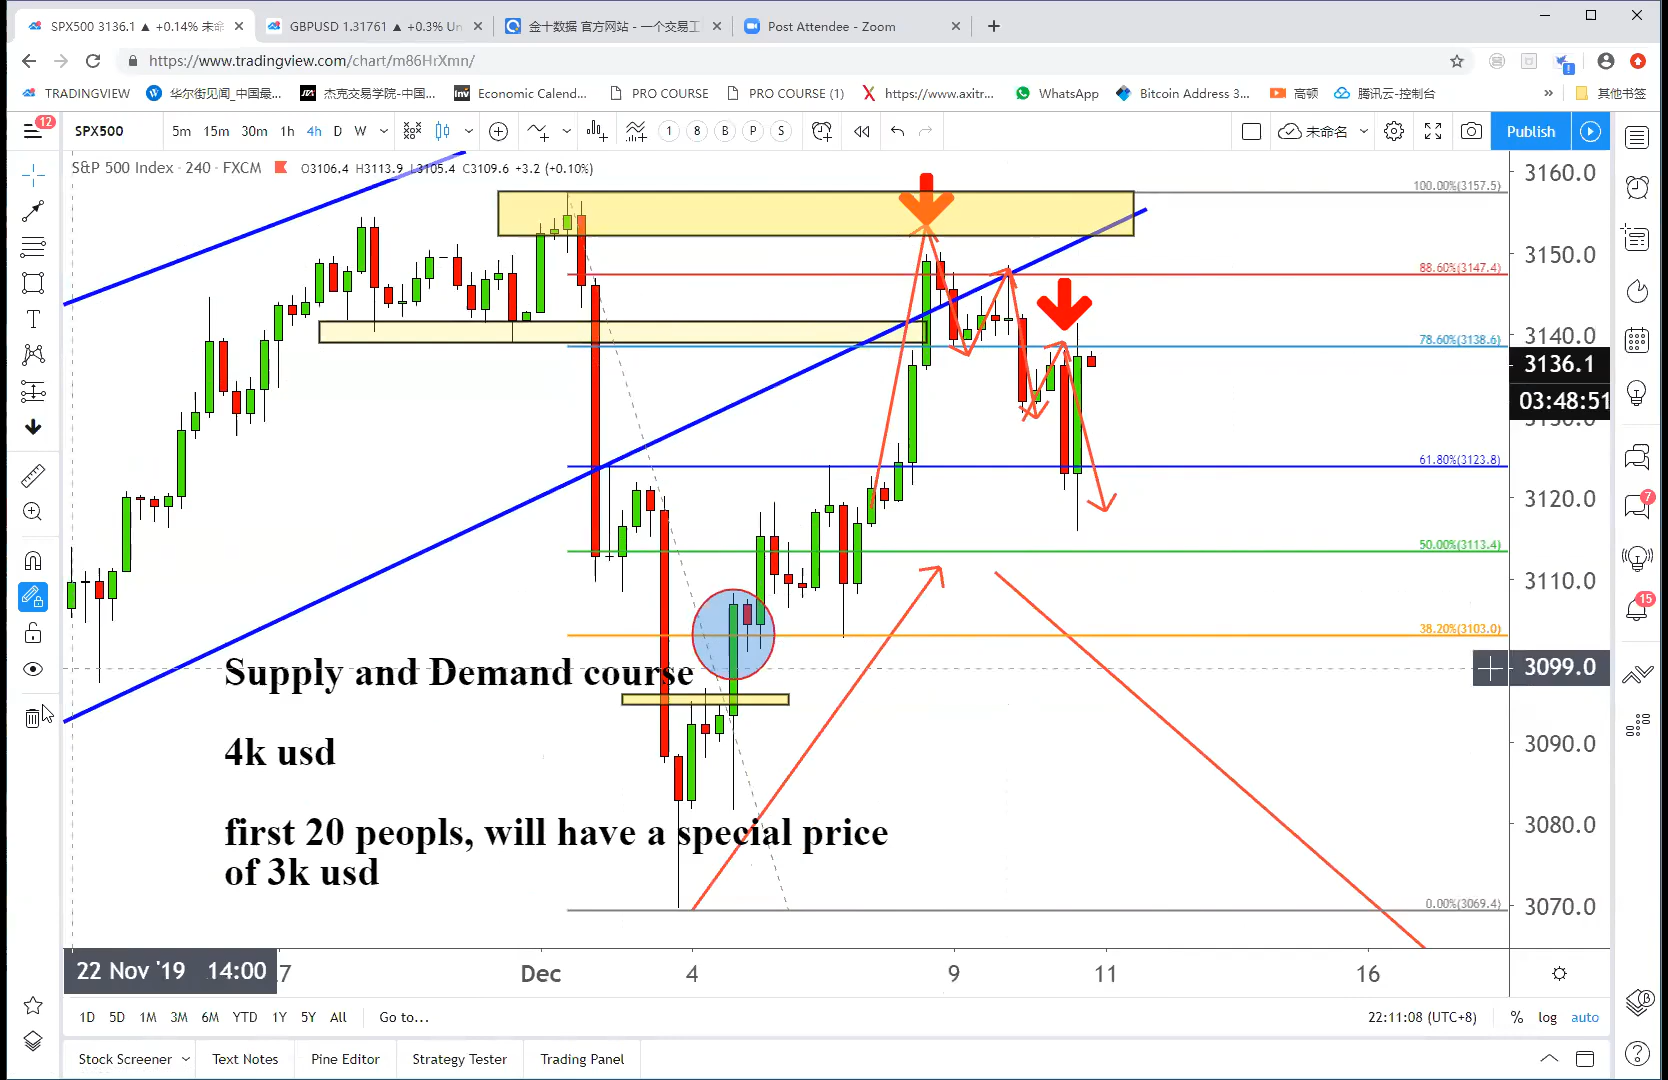 SPX500 3136.1 ▲ +0.14% 未命
GBPUSD 1.31761 ▲ +0.3% Un
金十数据 官方网站 - 一个交易工
Post Attendee - Zoom
https://www.tradingview.com/chart/m86HrXmn/
TRADINGVIEW
华尔街见闻_中国最...
杰克交易学院-中国...
Economic Calend...
PRO COURSE
PRO COURSE (1)
https://www.axitr...
WhatsApp
Bitcoin Address 3...
高顿
腾讯云-控制台
»
其他书签
12
SPX500
5m 15m 30m 1h 4h D W
1 8 B P S
未命名
Publish
S&P 500 Index · 240 · FXCM
O3106.4 H3113.9 L3105.4 C3109.6 +3.2 (+0.10%)
100.00%(3157.5)
88.60%(3147.4)
78.60%(3138.6)
61.80%(3123.8)
50.00%(3113.4)
38.20%(3103.0)
0.00%(3069.4)
3160.0
3150.0
3140.0
3136.1
03:48:51
3130.0
3120.0
3110.0
3099.0
3090.0
3080.0
3070.0
7
15
Supply and Demand course
4k usd
first 20 peopls, will have a special price
of 3k usd
22 Nov '19 14:00
7
Dec
4
9
11
16
1D 5D 1M 3M 6M YTD 1Y 5Y All
Go to...
22:11:08 (UTC+8)
% log auto
Stock Screener
Text Notes
Pine Editor
Strategy Tester
Trading Panel